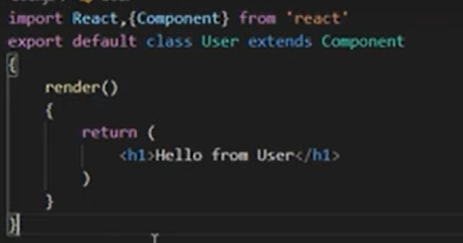 import React,{Component} from 'react'
export default class User extends Component
{
render()
{
return (
<h1>Hello from User</h1>
)
}
}